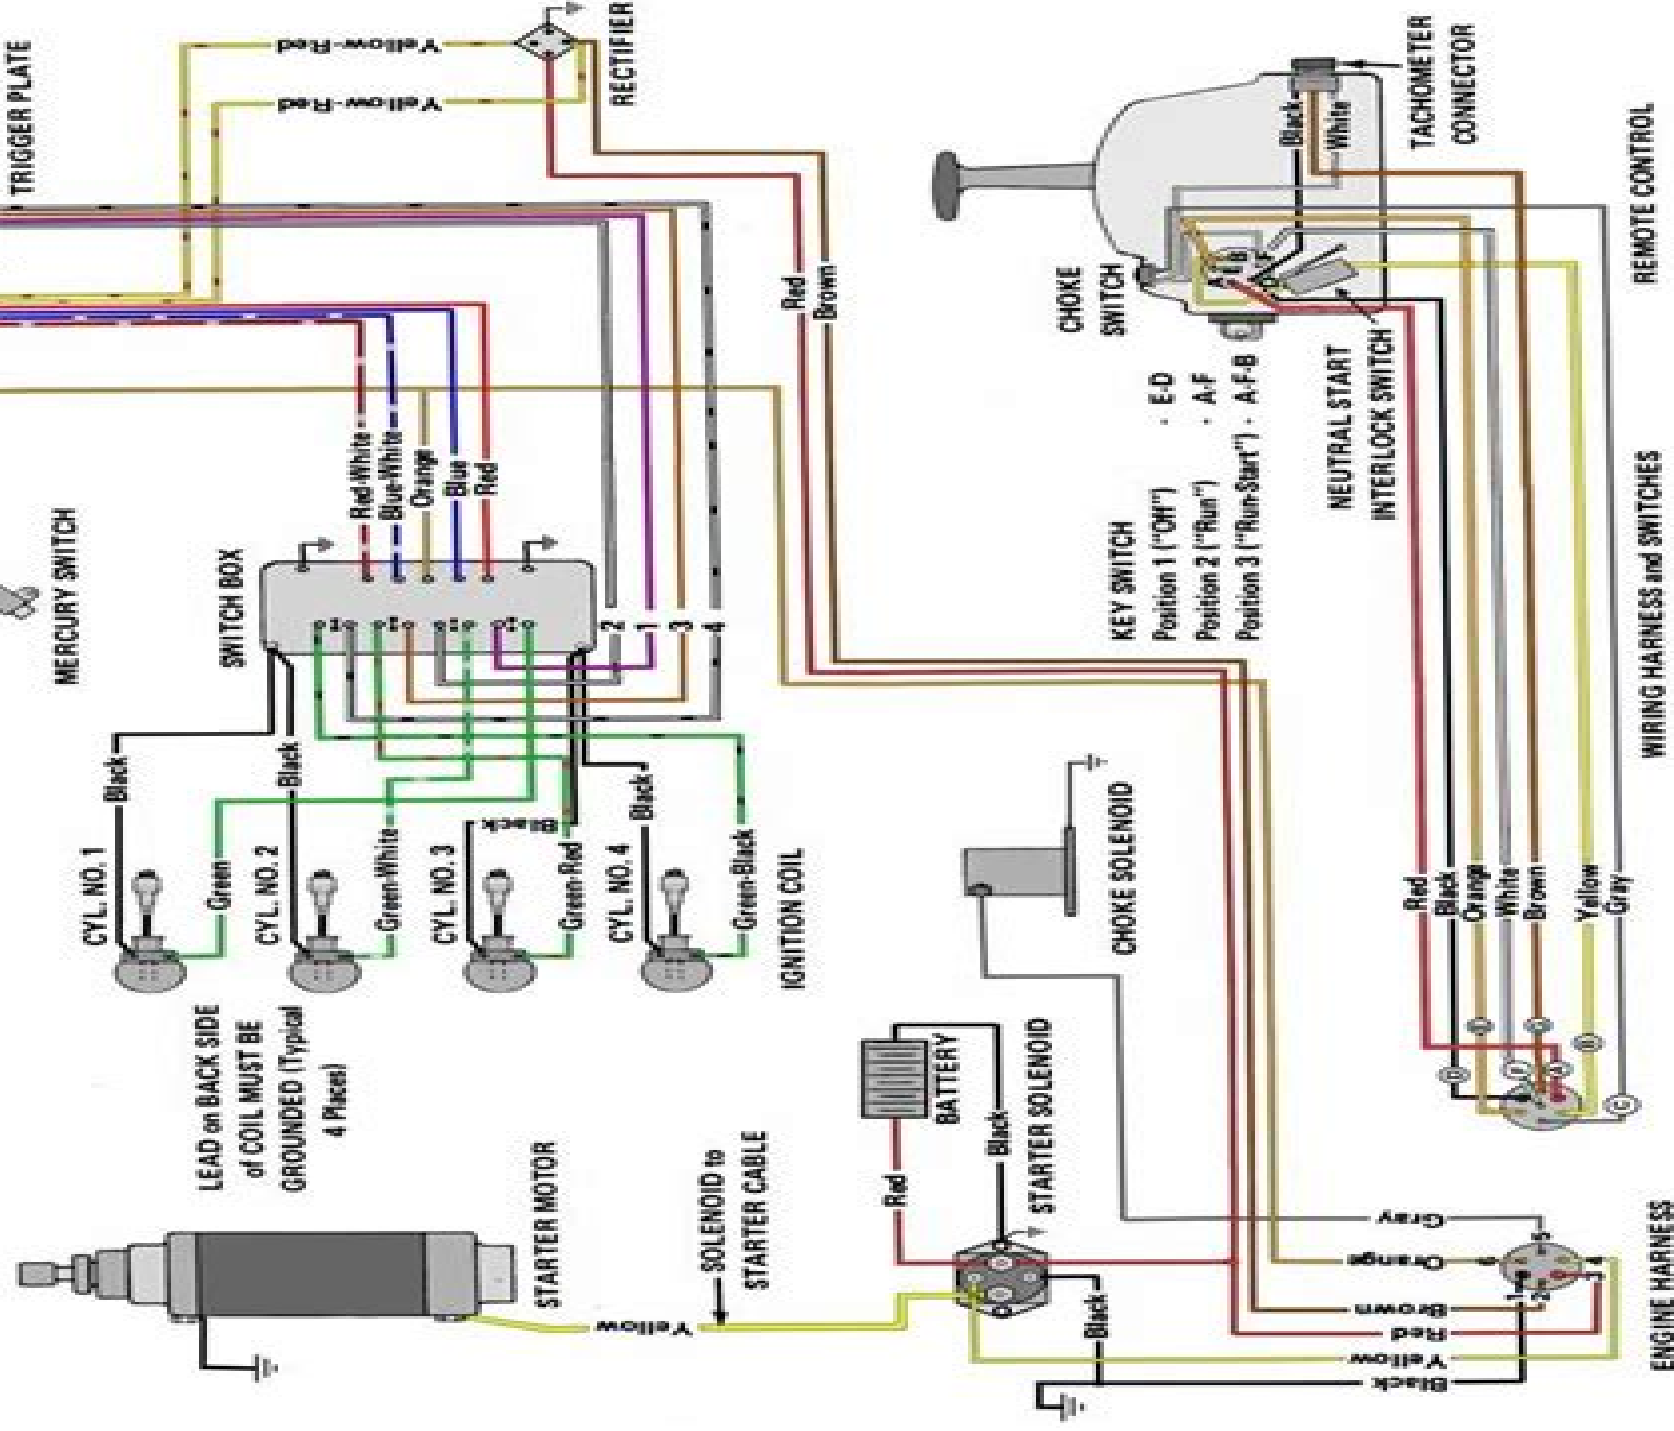 TRIGGER PLATE
Yellow-Red
Yellow-Red
RECTIFIER
MERCURY SWITCH
SWITCH BOX
Red-White
Blue-White
Orange
Blue
Red
2
1
3
4
Red
Brown
Black
Black
Black
Black
CYL. NO. 1
CYL. NO. 2
CYL. NO. 3
CYL. NO. 4
Green
Green-White
Green-Red
Green-Black
IGNITION COIL
LEAD on BACK SIDE
of COIL MUST BE
GROUNDED (Typical
4 Places)
STARTER MOTOR
Yellow
SOLENOID to
STARTER CABLE
BATTERY
Red
Black
STARTER SOLENOID
Black
CHOKE SOLENOID
CHOKE
SWITCH
KEY SWITCH
Position 1 ("Off") - E-D
Position 2 ("Run") - A-F
Position 3 ("Run-Start") - A-F-B
NEUTRAL START
INTERLOCK SWITCH
Black
White
TACHOMETER
CONNECTOR
REMOTE CONTROL
WIRING HARNESS and SWITCHES
Red
Black
Orange
White
Brown
Yellow
Gray
C
Gray
Orange
Brown
Red
Yellow
Black
5
4
1
2
ENGINE HARNESS